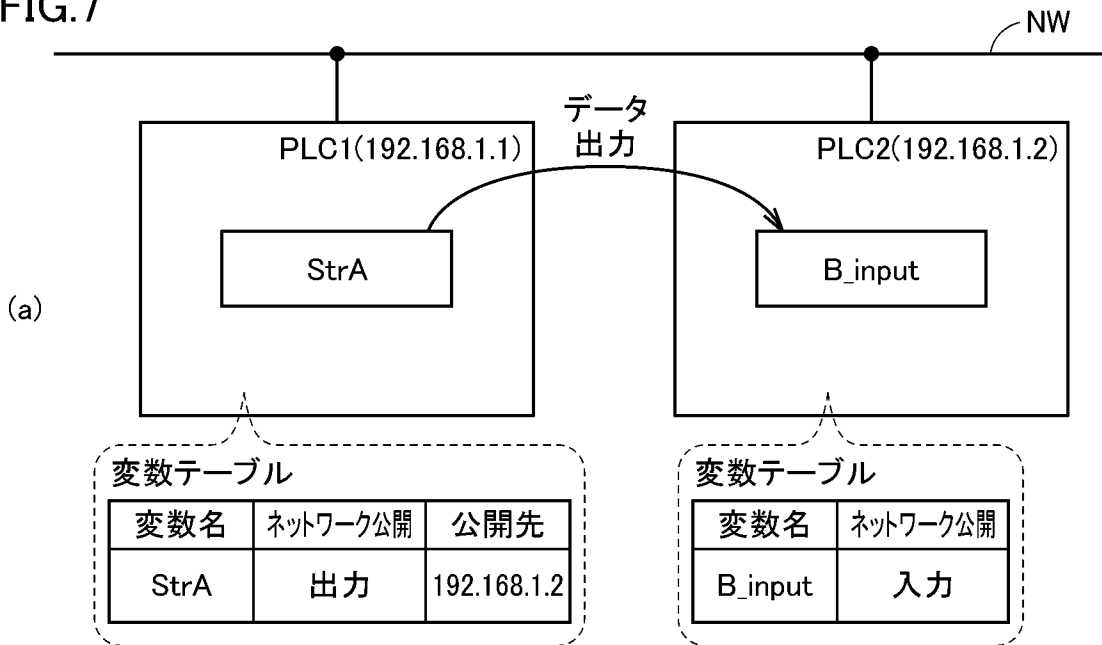 FIG.7
NW
データ
出力
PLC1(192.168.1.1)
PLC2(192.168.1.2)
StrA
B_input
(a)
変数テーブル
変数名 ネットワーク公開 公開先
StrA 出力 192.168.1.2
変数テーブル
変数名 ネットワーク公開
B_input 入力